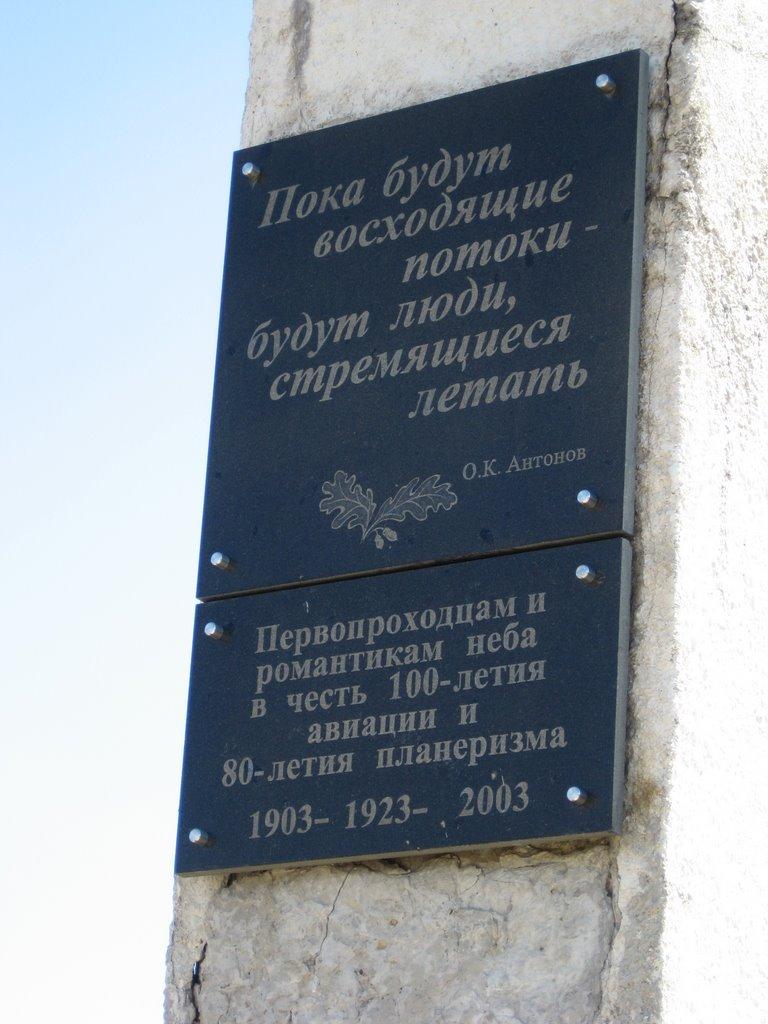 Пока будут
восходящие
потоки -
будут люди,
стремящиеся
летать
О.К. Антонов
Первопроходцам и
романтикам неба
в честь 100-летия
авиации и
80-летия планеризма
1903- 1923- 2003